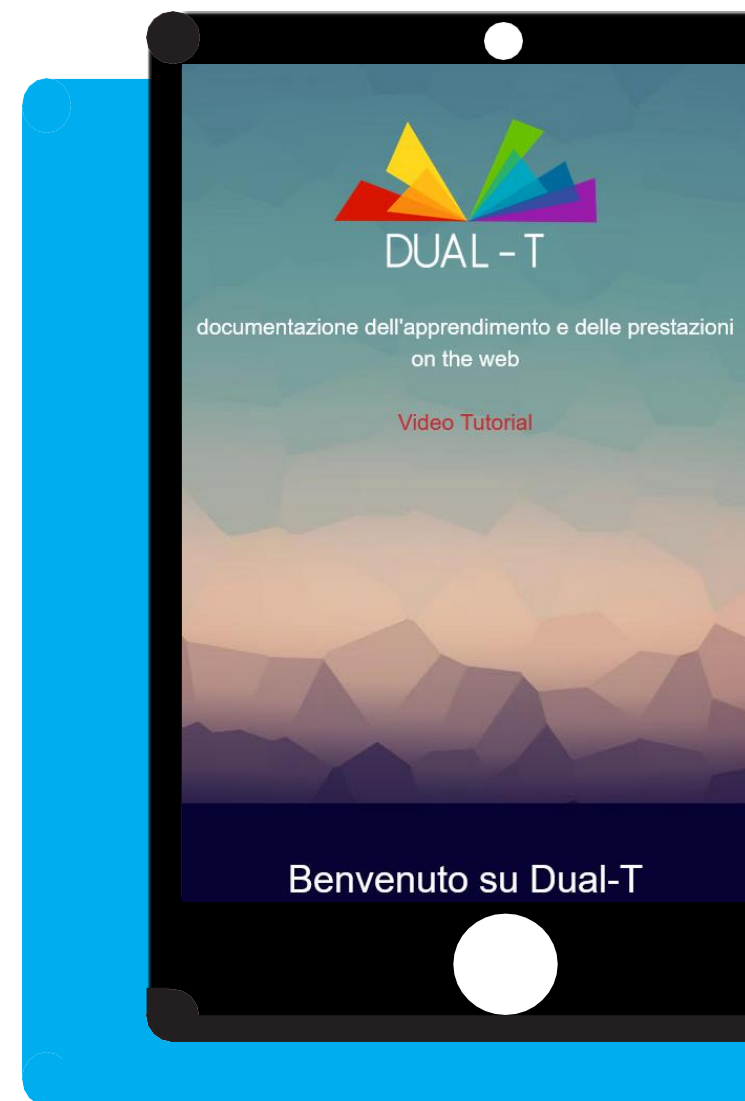 DUAL - T
documentazione dell'apprendimento e delle prestazioni
on the web
Video Tutorial
Benvenuto su Dual-T